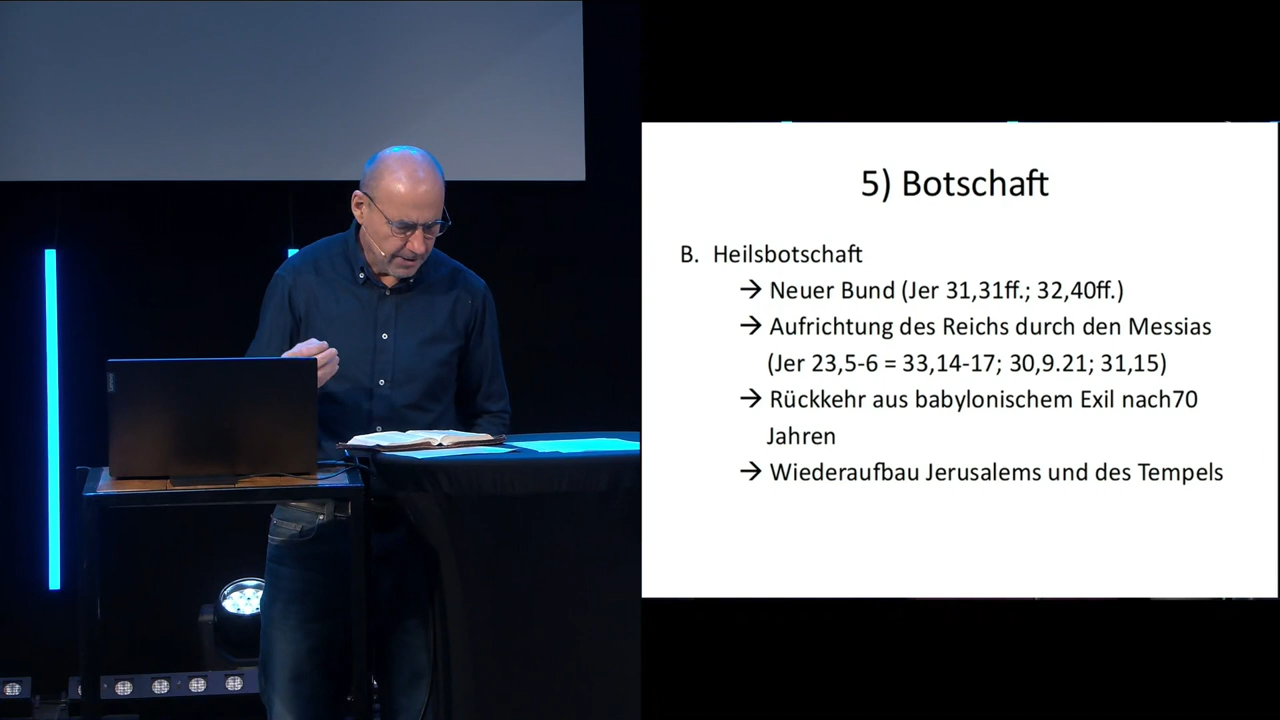 5) Botschaft
B. Heilsbotschaft
→ Neuer Bund (Jer 31,31ff.; 32,40ff.)
→ Aufrichtung des Reichs durch den Messias
(Jer 23,5-6 = 33,14-17; 30,9.21; 31,15)
→ Rückkehr aus babylonischem Exil nach70
Jahren
→ Wiederaufbau Jerusalems und des Tempels